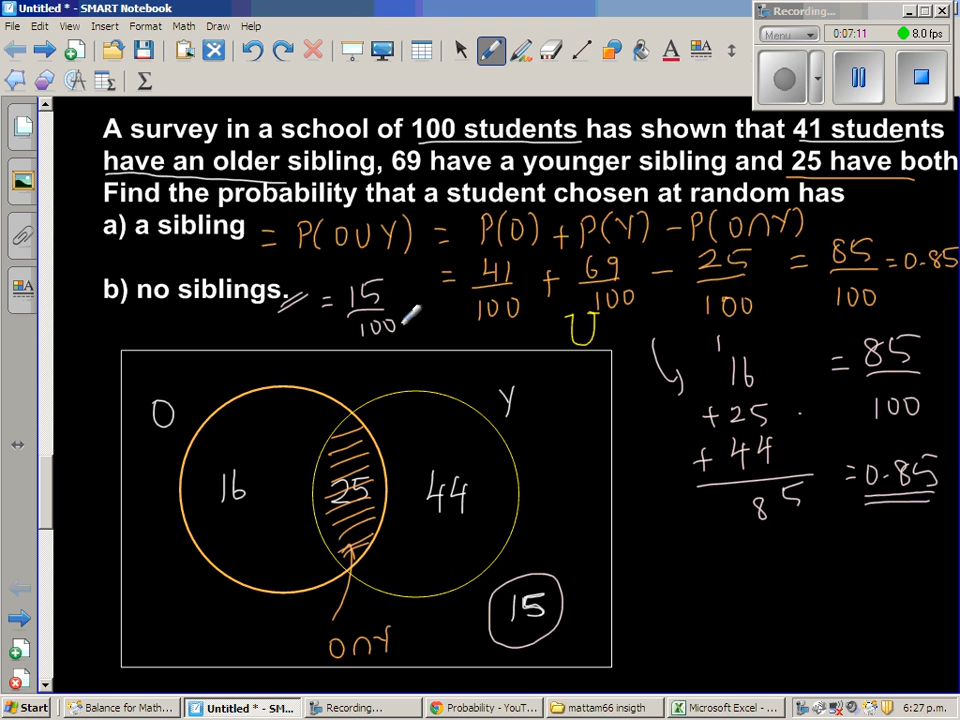 Untitled * - SMART Notebook
Recording...
File Edit View Insert Format Math Draw Help
Menu 0:07:11 8.0 fps
A survey in a school of 100 students has shown that 41 students
have an older sibling, 69 have a younger sibling and 25 have both
Find the probability that a student chosen at random has
a) a sibling = P(O∪Y) = P(O) + P(Y) - P(O∩Y)
= 41/100 + 69/100 - 25/100 = 85/100 = 0.85
b) no siblings. = 15/100
U
O
Y
16
25
44
15
O∩Y
1
16
+ 25
+ 44
85
= 85/100
= 0.85
Start Balance for Math... Untitled * - SM... Recording... Probability - YouT... mattam66 insigth Microsoft Excel - ... 6:27 p.m.